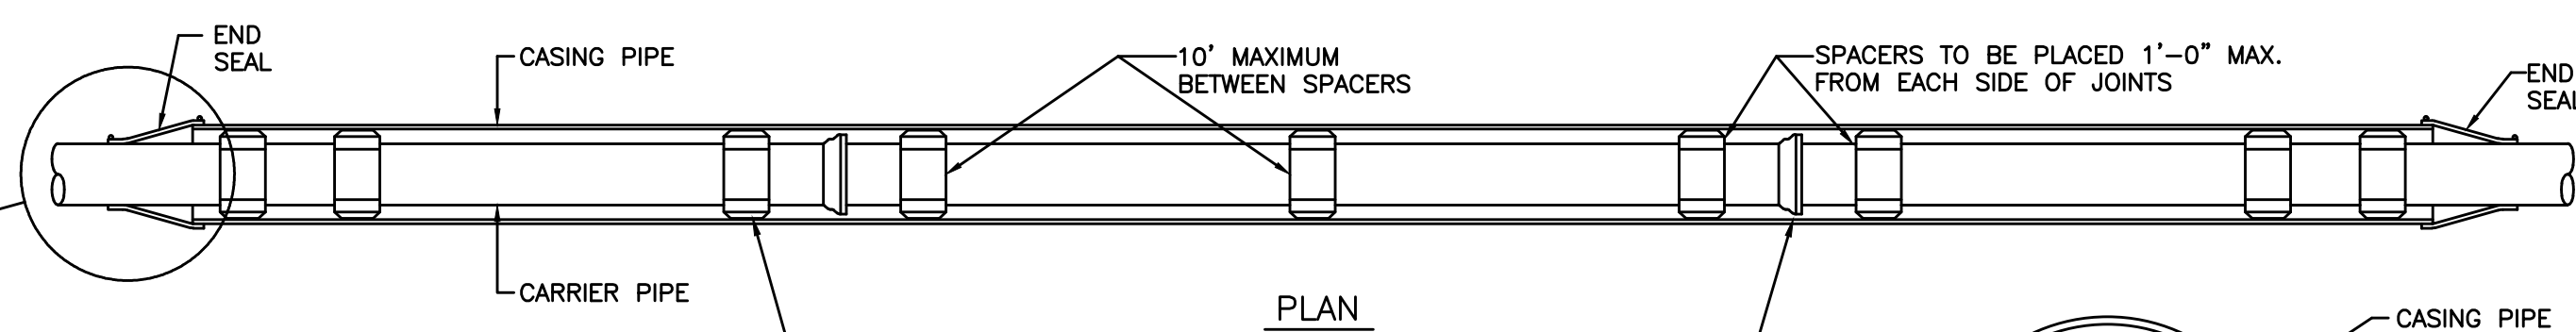 END
SEAL
CASING PIPE
10' MAXIMUM
BETWEEN SPACERS
SPACERS TO BE PLACED 1'-0" MAX.
FROM EACH SIDE OF JOINTS
END
SEAL
CARRIER PIPE
PLAN
CASING PIPE